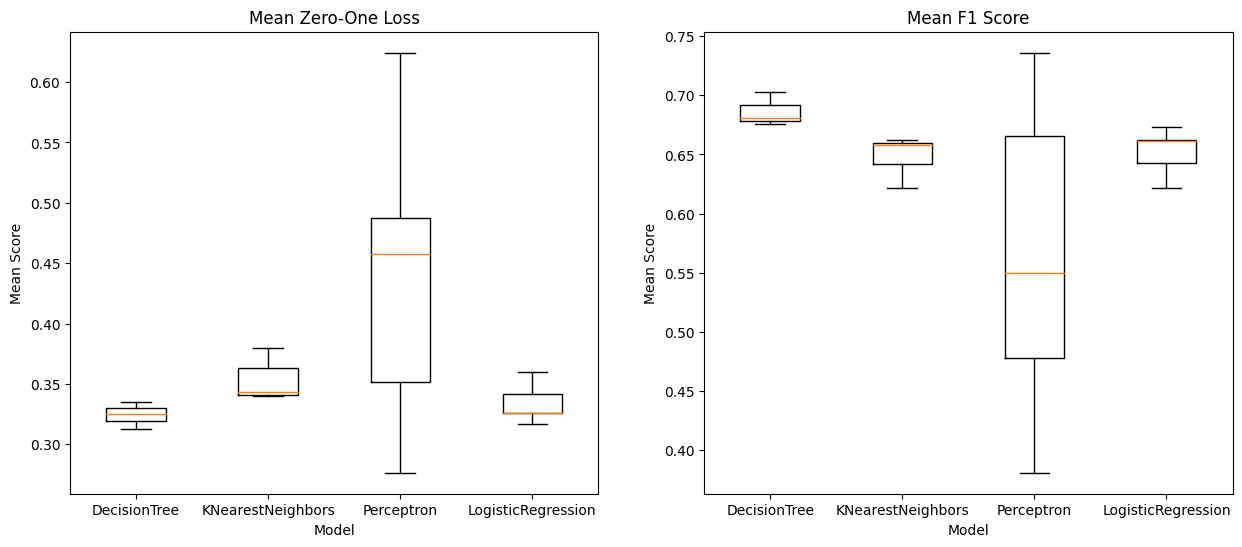 Mean Zero-One Loss
Mean Score
0.60
0.55
0.50
0.45
0.40
0.35
0.30
DecisionTree KNearestNeighbors Perceptron LogisticRegression
Model
Mean F1 Score
Mean Score
0.75
0.70
0.65
0.60
0.55
0.50
0.45
0.40
DecisionTree KNearestNeighbors Perceptron LogisticRegression
Model